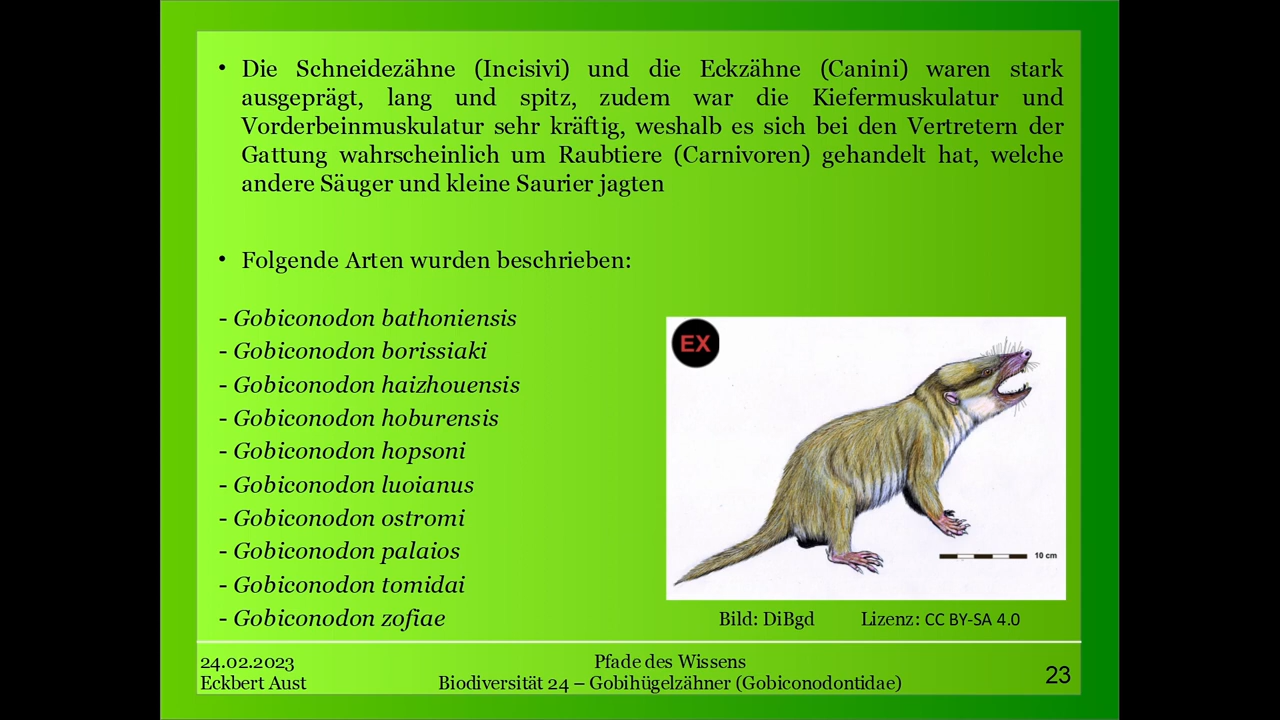 • Die Schneidezähne (Incisivi) und die Eckzähne (Canini) waren stark
ausgeprägt, lang und spitz, zudem war die Kiefermuskulatur und
Vorderbeinmuskulatur sehr kräftig, weshalb es sich bei den Vertretern der
Gattung wahrscheinlich um Raubtiere (Carnivoren) gehandelt hat, welche
andere Säuger und kleine Saurier jagten
• Folgende Arten wurden beschrieben:
- Gobiconodon bathoniensis
- Gobiconodon borissiaki
- Gobiconodon haizhouensis
- Gobiconodon hoburensis
- Gobiconodon hopsoni
- Gobiconodon luoianus
- Gobiconodon ostromi
- Gobiconodon palaios
- Gobiconodon tomidai
- Gobiconodon zofiae
EX
10 cm
Bild: DiBgd Lizenz: CC BY-SA 4.0
24.02.2023
Eckbert Aust
Pfade des Wissens
Biodiversität 24 – Gobihügelzähner (Gobiconodontidae)
23